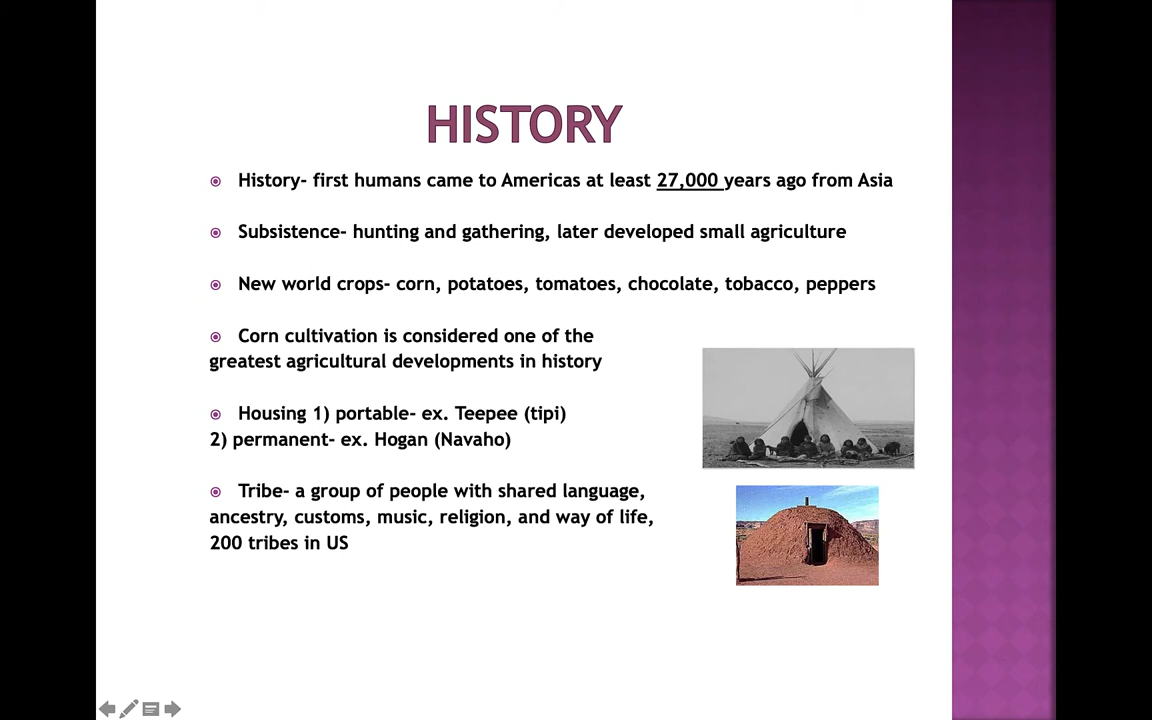 HISTORY
History- first humans came to Americas at least 27,000 years ago from Asia
Subsistence- hunting and gathering, later developed small agriculture
New world crops- corn, potatoes, tomatoes, chocolate, tobacco, peppers
Corn cultivation is considered one of the
greatest agricultural developments in history
Housing 1) portable- ex. Teepee (tipi)
2) permanent- ex. Hogan (Navaho)
Tribe- a group of people with shared language,
ancestry, customs, music, religion, and way of life,
200 tribes in US